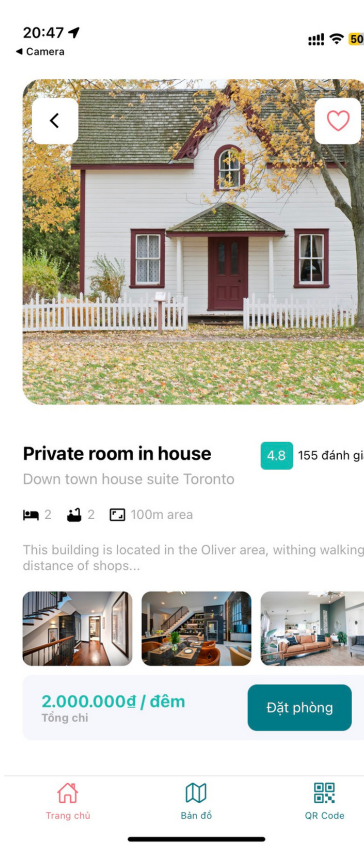 20:47
50
◀ Camera
Private room in house
4.8 155 đánh gi
Down town house suite Toronto
2 2 100m area
This building is located in the Oliver area, withing walking
distance of shops...
2.000.000₫ / đêm
Tổng chi
Đặt phòng
Trang chủ
Bản đồ
QR Code